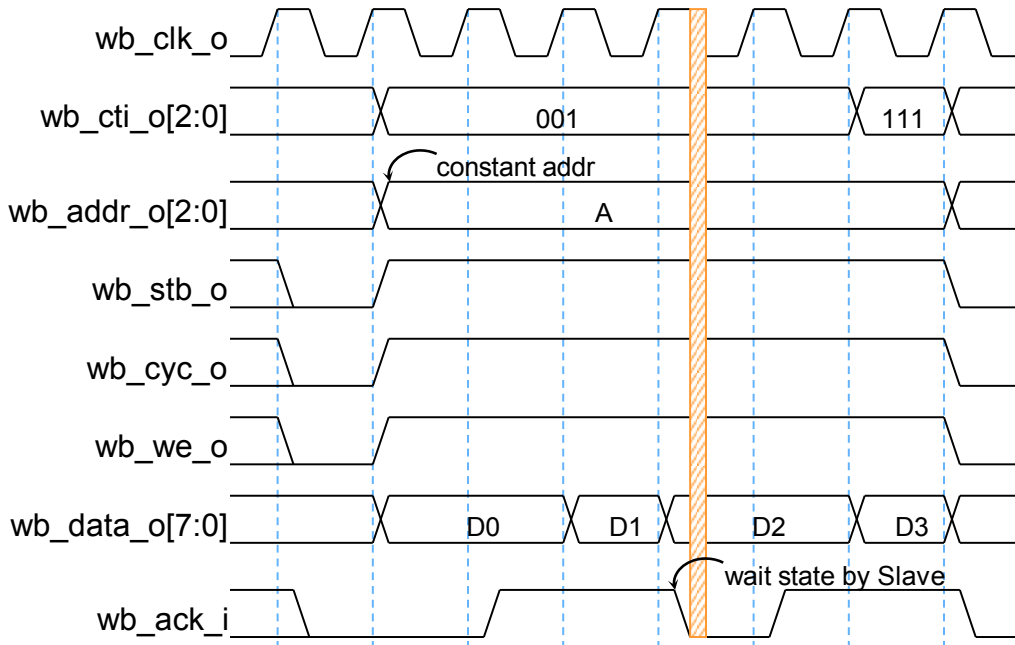 wb_clk_o
wb_cti_o[2:0]
001
111
constant addr
wb_addr_o[2:0]
A
wb_stb_o
wb_cyc_o
wb_we_o
wb_data_o[7:0]
D0
D1
D2
D3
wait state by Slave
wb_ack_i